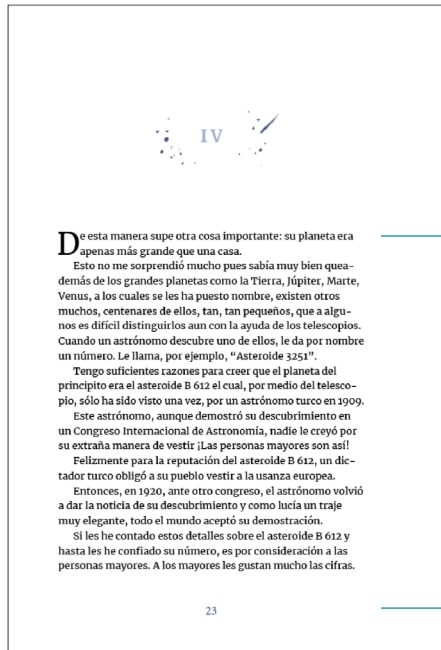 IV
De esta manera supe otra cosa importante: su planeta era
apenas más grande que una casa.
Esto no me sorprendió mucho pues sabía muy bien quea-
demás de los grandes planetas como la Tierra, Júpiter, Marte,
Venus, a los cuales se les ha puesto nombre, existen otros
muchos, centenares de ellos, tan, tan pequeños, que a algu-
nos es difícil distinguirlos aun con la ayuda de los telescopios.
Cuando un astrónomo descubre uno de ellos, le da por nombre
un número. Le llama, por ejemplo, “Asteroide 3251”.
Tengo suficientes razones para creer que el planeta del
principito era el asteroide B 612 el cual, por medio del telesco-
pio, sólo ha sido visto una vez, por un astrónomo turco en 1909.
Este astrónomo, aunque demostró su descubrimiento en
un Congreso Internacional de Astronomía, nadie le creyó por
su extraña manera de vestir ¡Las personas mayores son así!
Felizmente para la reputación del asteroide B 612, un dic-
tador turco obligó a su pueblo vestir a la usanza europea.
Entonces, en 1920, ante otro congreso, el astrónomo volvió
a dar la noticia de su descubrimiento y como lucía un traje
muy elegante, todo el mundo aceptó su demostración.
Si les he contado estos detalles sobre el asteroide B 612 y
hasta les he confiado su número, es por consideración a las
personas mayores. A los mayores les gustan mucho las cifras.
23